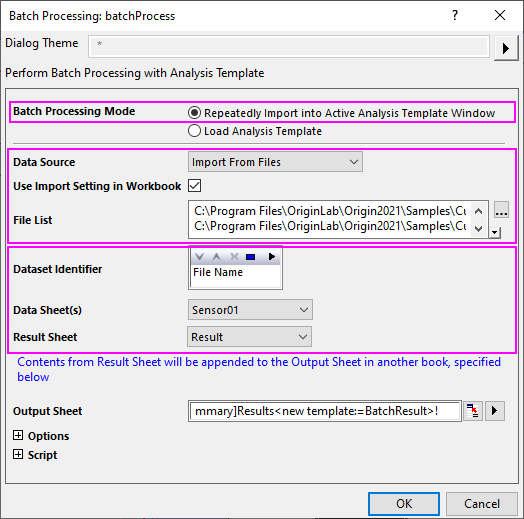 Batch Processing: batchProcess
Dialog Theme *
Perform Batch Processing with Analysis Template
Batch Processing Mode Repeatedly Import into Active Analysis Template Window
Load Analysis Template
Data Source Import From Files
Use Import Setting in Workbook
File List C:\Program Files\OriginLab\Origin2021\Samples\Cu
C:\Program Files\OriginLab\Origin2021\Samples\Cu
Dataset Identifier File Name
Data Sheet(s) Sensor01
Result Sheet Result
Contents from Result Sheet will be appended to the Output Sheet in another book, specified
below
Output Sheet mmary]Results<new template:=BatchResult>!
Options
Script
OK Cancel